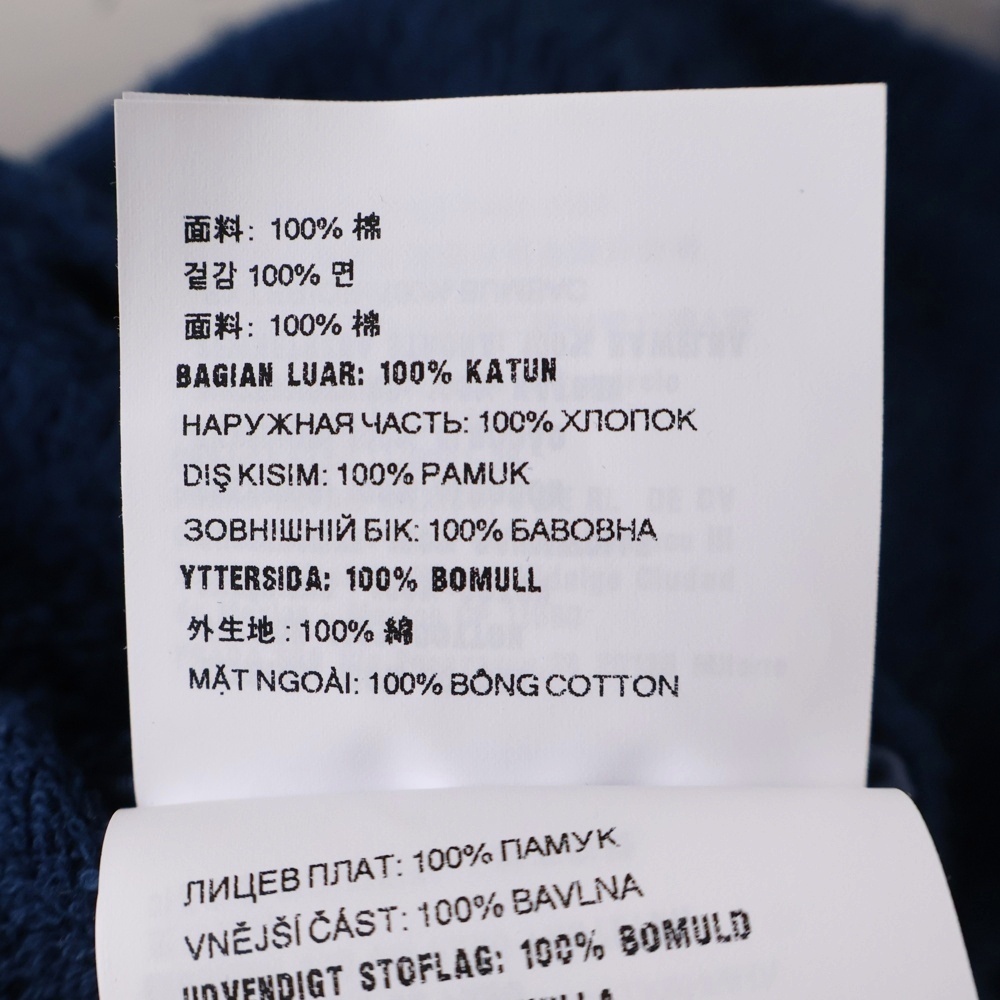 面料: 100% 棉
겉감 100% 면
面料: 100% 棉
BAGIAN LUAR: 100% KATUN
НАРУЖНАЯ ЧАСТЬ: 100% ХЛОПОК
DIŞ KISIM: 100% PAMUK
ЗОВНІШНІЙ БІК: 100% БАВОВНА
YTTERSIDA: 100% BOMULL
外生地 : 100% 綿
MẶT NGOÀI: 100% BÔNG COTTON
ЛИЦЕВ ПЛАТ: 100% ПАМУК
VNĚJŠÍ ČÁST: 100% BAVLNA
UDVENDIGT STOFLAG: 100% BOMULD